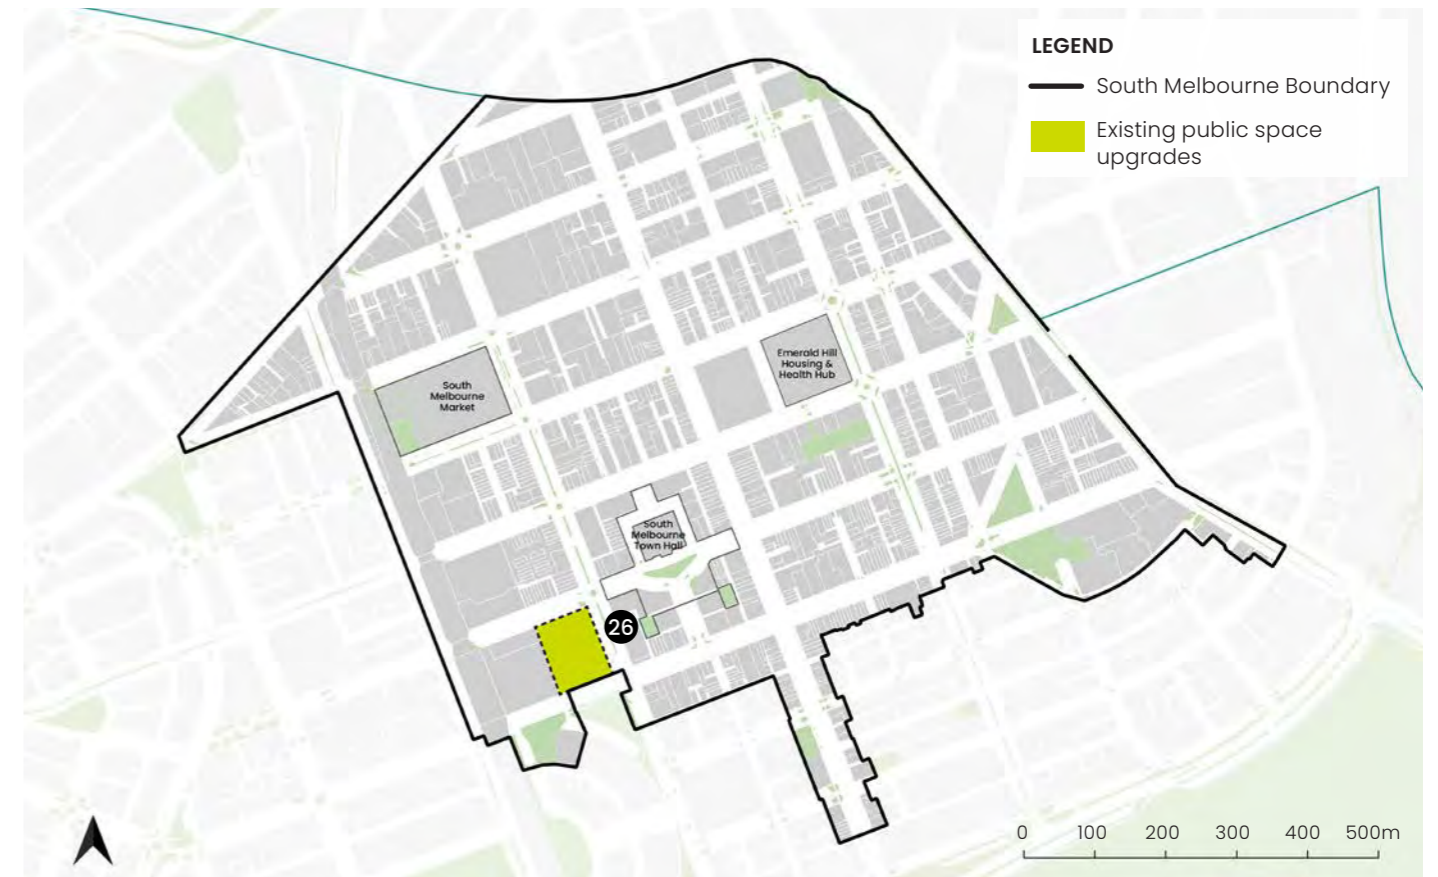 LEGEND
South Melbourne Boundary
Existing public space
upgrades
Emerald Hill
Housing &
Health Hub
South
Melbourne
Market
South
Melbourne
Town Hall
26
0 100 200 300 400 500m